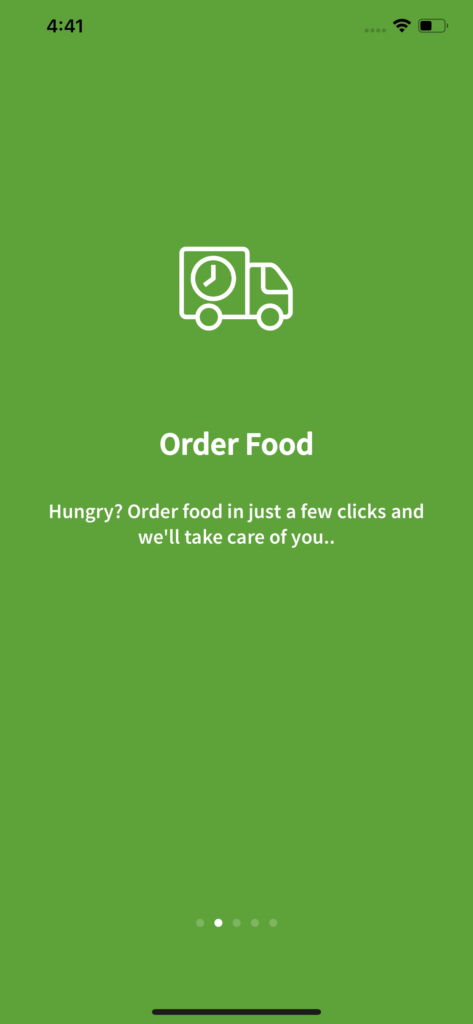 4:41
Order Food
Hungry? Order food in just a few clicks and
we'll take care of you..